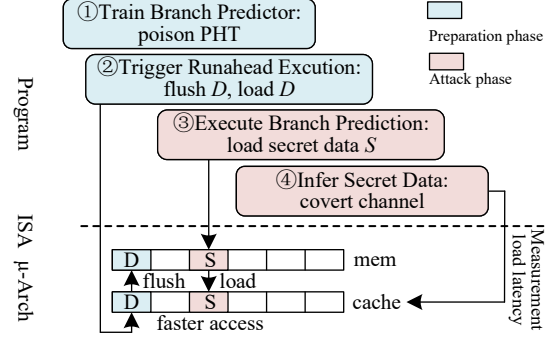 ①Train Branch Predictor:
poison PHT
②Trigger Runahead Excution:
flush D, load D
③Execute Branch Prediction:
load secret data S
④Infer Secret Data:
covert channel
Preparation phase
Attack phase
Program
ISA
μ-Arch
D
S
mem
flush
load
D
S
cache
faster access
Measurement
load latency